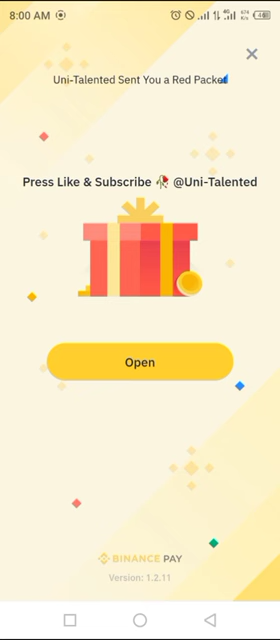 8:00 AM
Uni-Talented Sent You a Red Packet
Press Like & Subscribe 🥀 @Uni-Talented
Open
BINANCE PAY
Version: 1.2.11